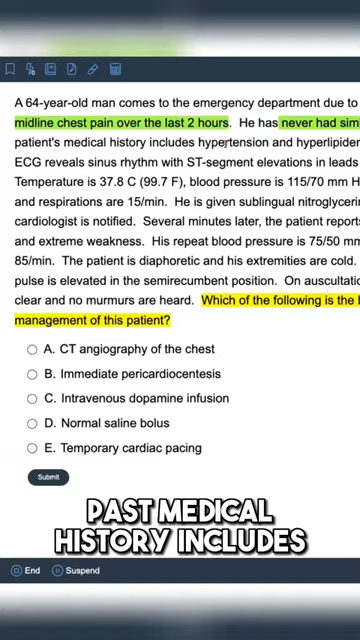 A 64-year-old man comes to the emergency department due to
midline chest pain over the last 2 hours. He has never had sim
patient's medical history includes hypertension and hyperlipider
ECG reveals sinus rhythm with ST-segment elevations in leads
Temperature is 37.8 C (99.7 F), blood pressure is 115/70 mm H
and respirations are 15/min. He is given sublingual nitroglycerin
cardiologist is notified. Several minutes later, the patient reports
and extreme weakness. His repeat blood pressure is 75/50 mm
85/min. The patient is diaphoretic and his extremities are cold.
pulse is elevated in the semirecumbent position. On auscultation
clear and no murmurs are heard. Which of the following is the b
management of this patient?
A. CT angiography of the chest
B. Immediate pericardiocentesis
C. Intravenous dopamine infusion
D. Normal saline bolus
E. Temporary cardiac pacing
Submit
PAST MEDICAL
HISTORY INCLUDES
End Suspend